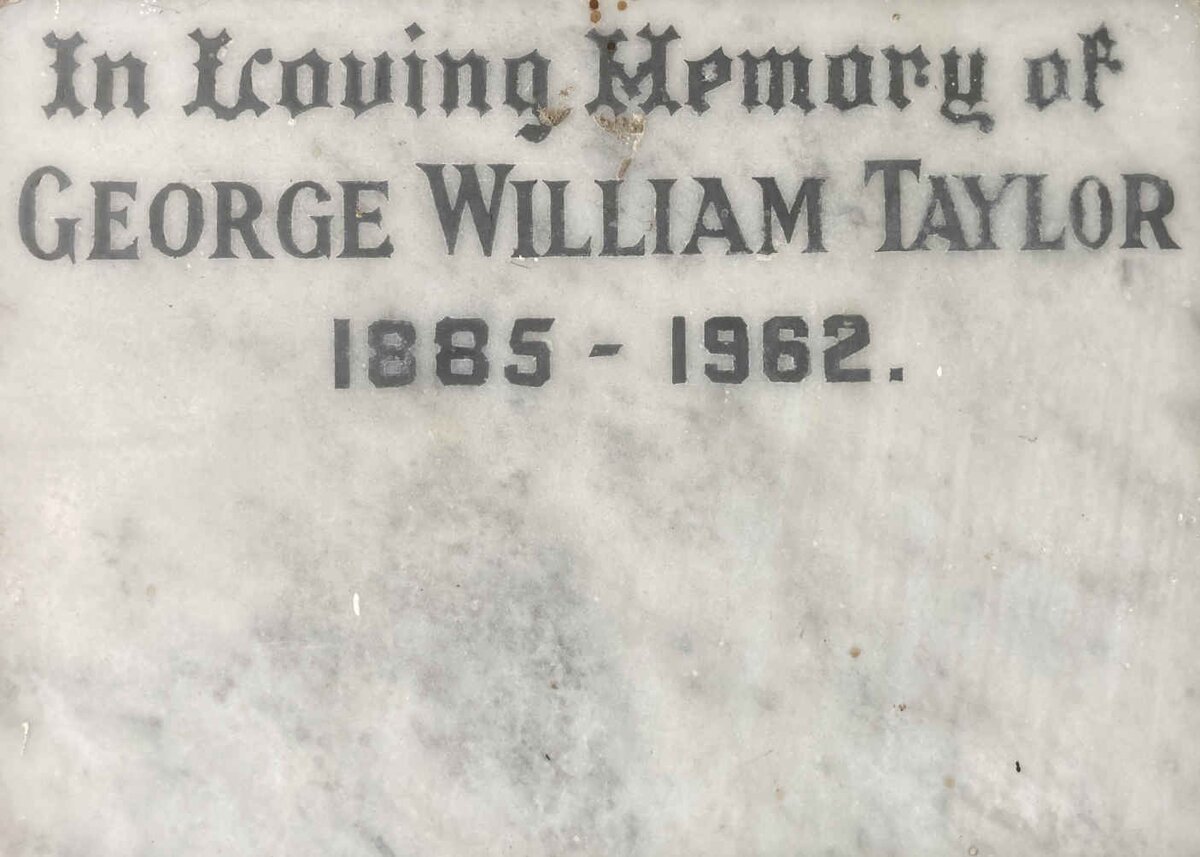 In Loving Memory of
GEORGE WILLIAM TAYLOR
1885 - 1962.